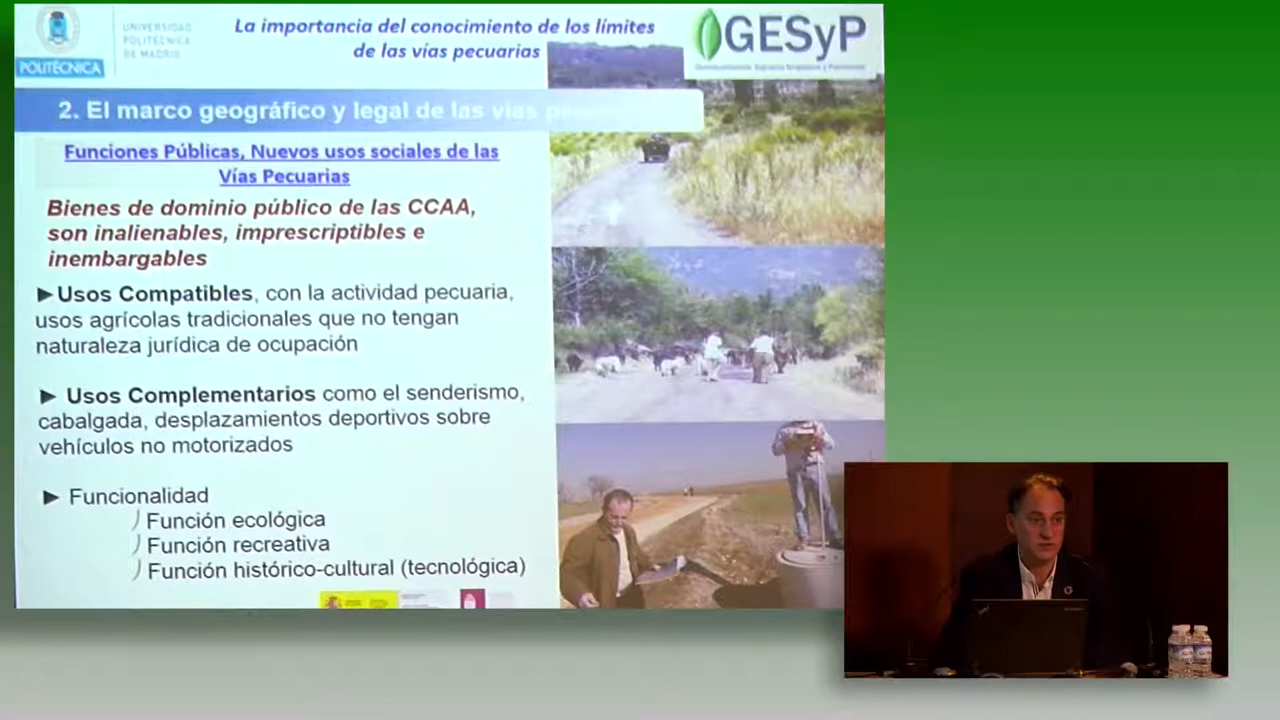 UNIVERSIDAD
POLITÉCNICA
DE MADRID
POLITÉCNICA
La importancia del conocimiento de los límites
de las vías pecuarias
GESyP
2. El marco geográfico y legal de las vías
Funciones Públicas, Nuevos usos sociales de las
Vías Pecuarias
Bienes de dominio público de las CCAA,
son inalienables, imprescriptibles e
inembargables
►Usos Compatibles, con la actividad pecuaria,
usos agrícolas tradicionales que no tengan
naturaleza jurídica de ocupación
► Usos Complementarios como el senderismo,
cabalgada, desplazamientos deportivos sobre
vehículos no motorizados
► Funcionalidad
Función ecológica
Función recreativa
Función histórico-cultural (tecnológica)